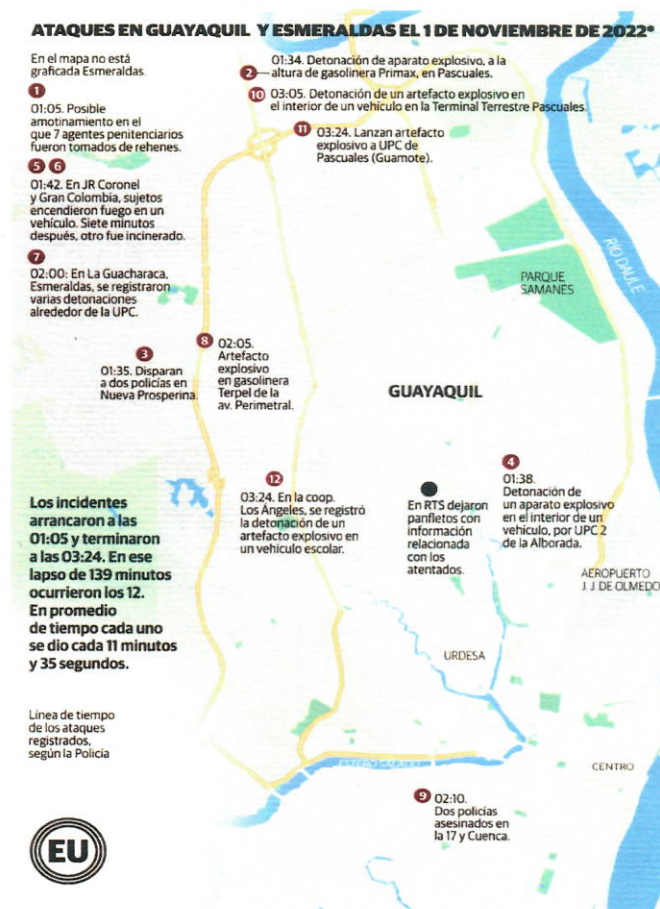 ATAQUES EN GUAYAQUIL Y ESMERALDAS EL 1 DE NOVIEMBRE DE 2022*
En el mapa no está
graficada Esmeraldas.
1
01:05. Posible
amotinamiento en el
que 7 agentes penitenciarios
fueron tomados de rehenes.
5 6
01:42. En JR Coronel
y Gran Colombia, sujetos
encendieron fuego en un
vehículo. Siete minutos
después, otro fue incinerado.
7
02:00: En La Guacharaca,
Esmeraldas, se registraron
varias detonaciones
alrededor de la UPC.
2
01:34. Detonación de aparato explosivo, a la
altura de gasolinera Primax, en Pascuales.
10
03:05. Detonación de un artefacto explosivo en
el interior de un vehículo en la Terminal Terrestre Pascuales.
11
03:24. Lanzan artefacto
explosivo a UPC de
Pascuales (Guamote).
RÍO DAULE
PARQUE
SAMANES
3
01:35. Disparan
a dos policías en
Nueva Prosperina.
8
02:05.
Artefacto
explosivo
en gasolinera
Terpel de la
av. Perimetral.
GUAYAQUIL
12
03:24. En la coop.
Los Ángeles, se registró
la detonación de un
artefacto explosivo en
un vehículo escolar.
En RTS dejaron
panfletos con
información
relacionada
con los
atentados.
4
01:38.
Detonación de
un aparato explosivo
en el interior de un
vehículo, por UPC 2
de la Alborada.
Los incidentes
arrancaron a las
01:05 y terminaron
a las 03:24. En ese
lapso de 139 minutos
ocurrieron los 12.
En promedio
de tiempo cada uno
se dio cada 11 minutos
y 35 segundos.
AEROPUERTO
J. J. DE OLMEDO
URDESA
Línea de tiempo
de los ataques
registrados,
según la Policía
ESTERO SALADO
CENTRO
9
02:10.
Dos policías
asesinados en
la 17 y Cuenca.
EU